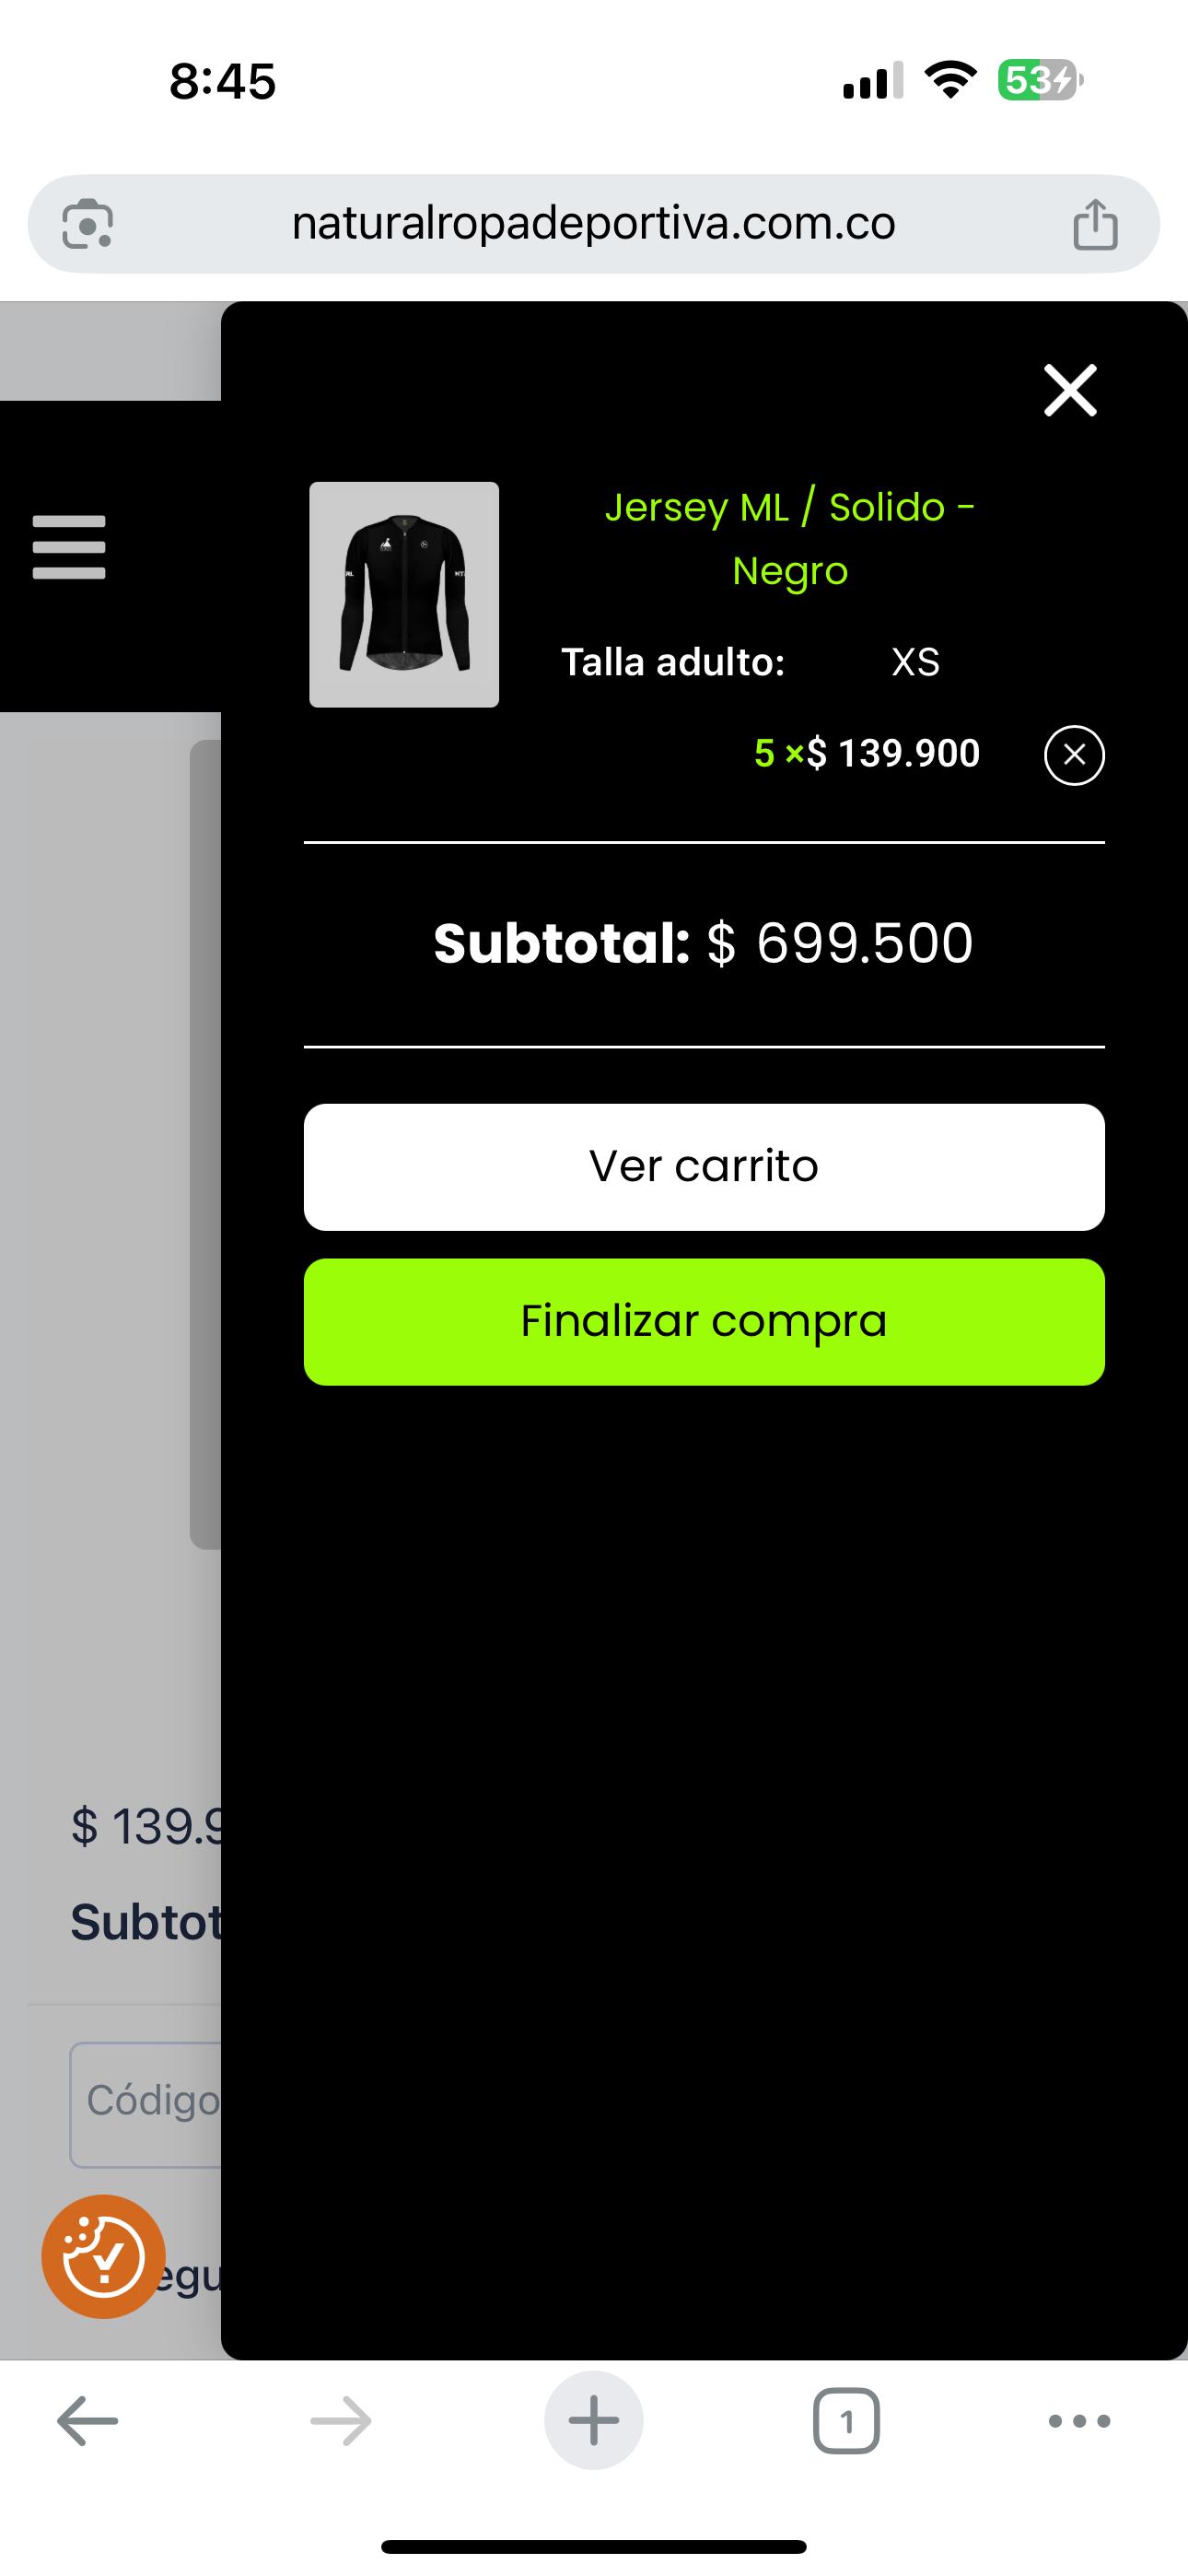 8:45
53
naturalropadeportiva.com.co
Jersey ML / Solido -
Negro
Talla adulto: XS
5 ×$ 139.900
Subtotal: $ 699.500
Ver carrito
Finalizar compra
$ 139.9
Subtot
Código
egu
1